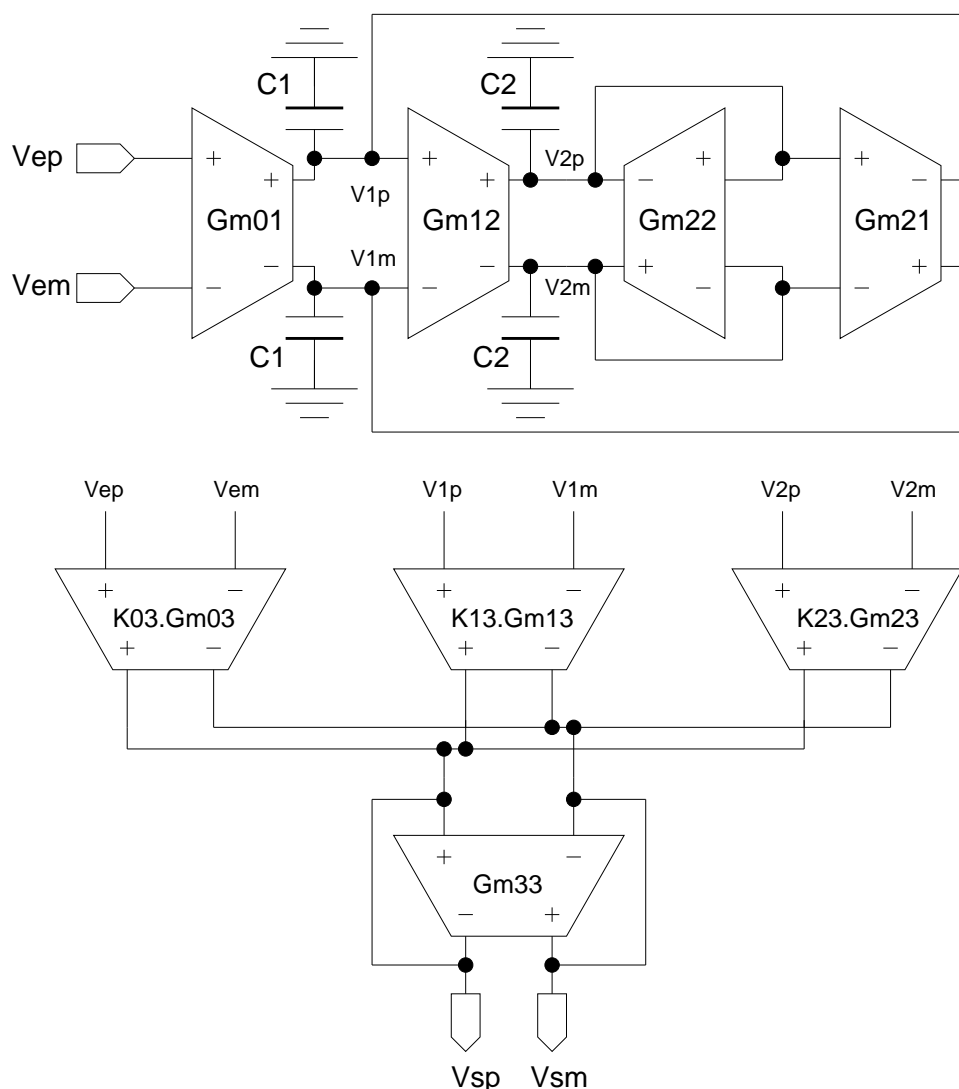 C1 C2
Vep + + V1p + + V2p − + + −
Gm01 Gm12 Gm22 Gm21
Vem − − V1m − − V2m + − − +
C1 C2
Vep Vem V1p V1m V2p V2m
+ − + − + −
K03.Gm03 K13.Gm13 K23.Gm23
+ − + − + −
+ −
Gm33
− +
Vsp Vsm